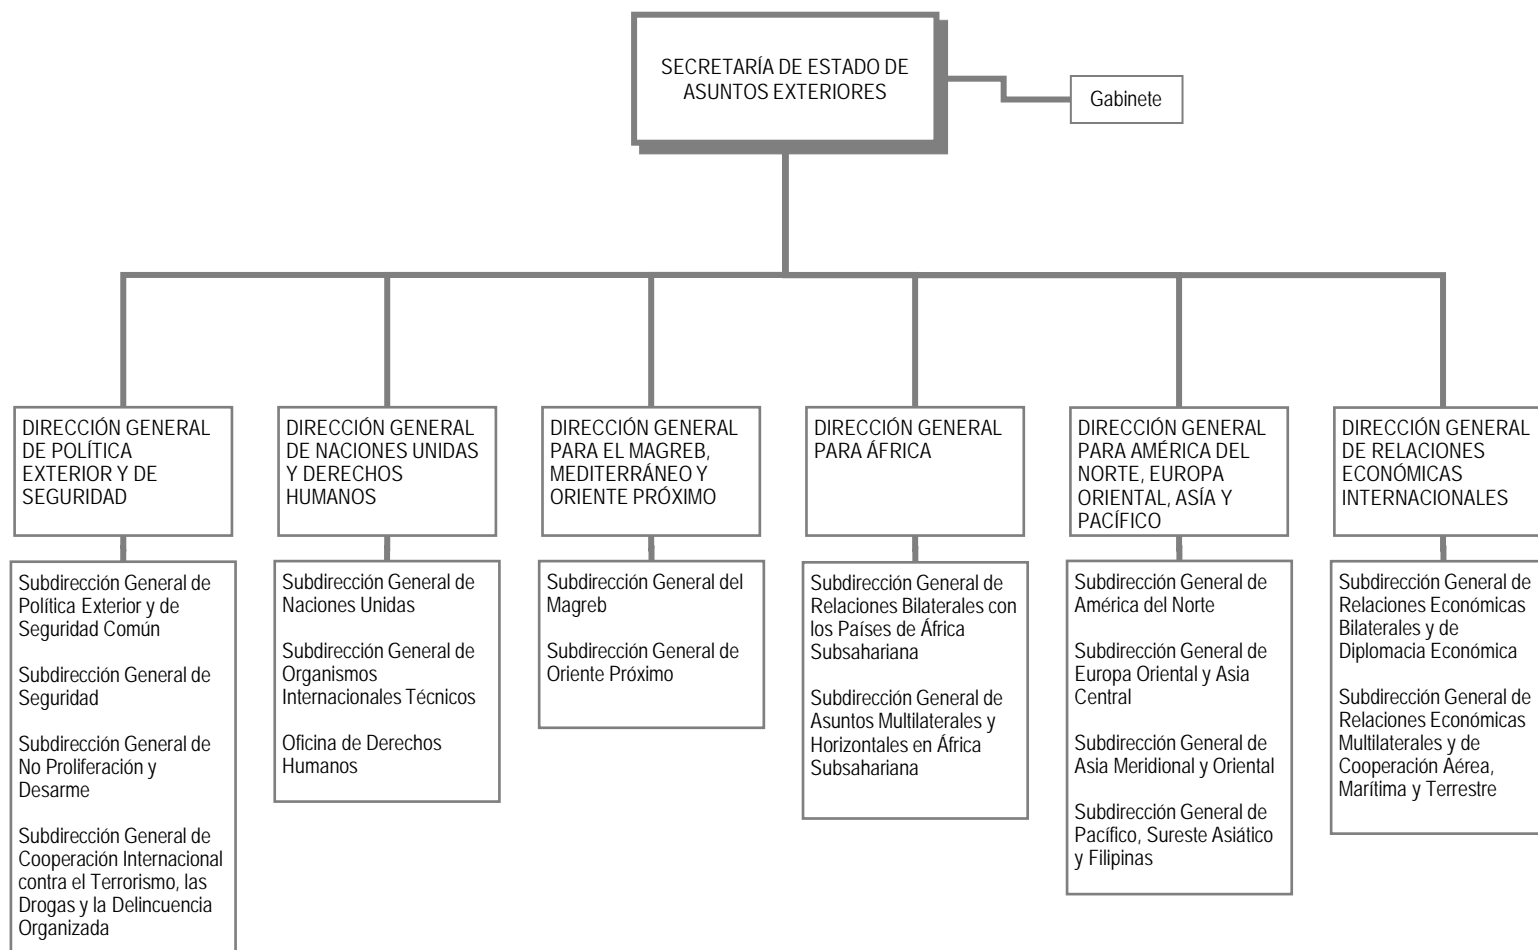 SECRETARÍA DE ESTADO DE
ASUNTOS EXTERIORES
Gabinete
DIRECCIÓN GENERAL
DE POLÍTICA
EXTERIOR Y DE
SEGURIDAD
Subdirección General de
Política Exterior y de
Seguridad Común
Subdirección General de
Seguridad
Subdirección General de
No Proliferación y
Desarme
Subdirección General de
Cooperación Internacional
contra el Terrorismo, las
Drogas y la Delincuencia
Organizada
DIRECCIÓN GENERAL
DE NACIONES UNIDAS
Y DERECHOS
HUMANOS
Subdirección General de
Naciones Unidas
Subdirección General de
Organismos
Internacionales Técnicos
Oficina de Derechos
Humanos
DIRECCIÓN GENERAL
PARA EL MAGREB,
MEDITERRÁNEO Y
ORIENTE PRÓXIMO
Subdirección General del
Magreb
Subdirección General de
Oriente Próximo
DIRECCIÓN GENERAL
PARA ÁFRICA
Subdirección General de
Relaciones Bilaterales con
los Países de África
Subsahariana
Subdirección General de
Asuntos Multilaterales y
Horizontales en África
Subsahariana
DIRECCIÓN GENERAL
PARA AMÉRICA DEL
NORTE, EUROPA
ORIENTAL, ASÍA Y
PACÍFICO
Subdirección General de
América del Norte
Subdirección General de
Europa Oriental y Asia
Central
Subdirección General de
Asia Meridional y Oriental
Subdirección General de
Pacífico, Sureste Asiático
y Filipinas
DIRECCIÓN GENERAL
DE RELACIONES
ECONÓMICAS
INTERNACIONALES
Subdirección General de
Relaciones Económicas
Bilaterales y de
Diplomacia Económica
Subdirección General de
Relaciones Económicas
Multilaterales y de
Cooperación Aérea,
Marítima y Terrestre